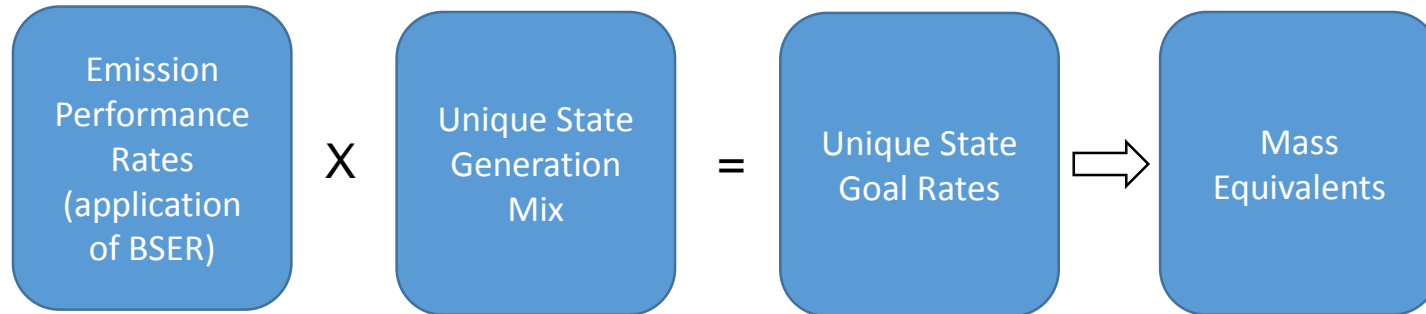 Emission
Performance
Rates
(application
of BSER)
X
Unique State
Generation
Mix
=
Unique State
Goal Rates
Mass
Equivalents